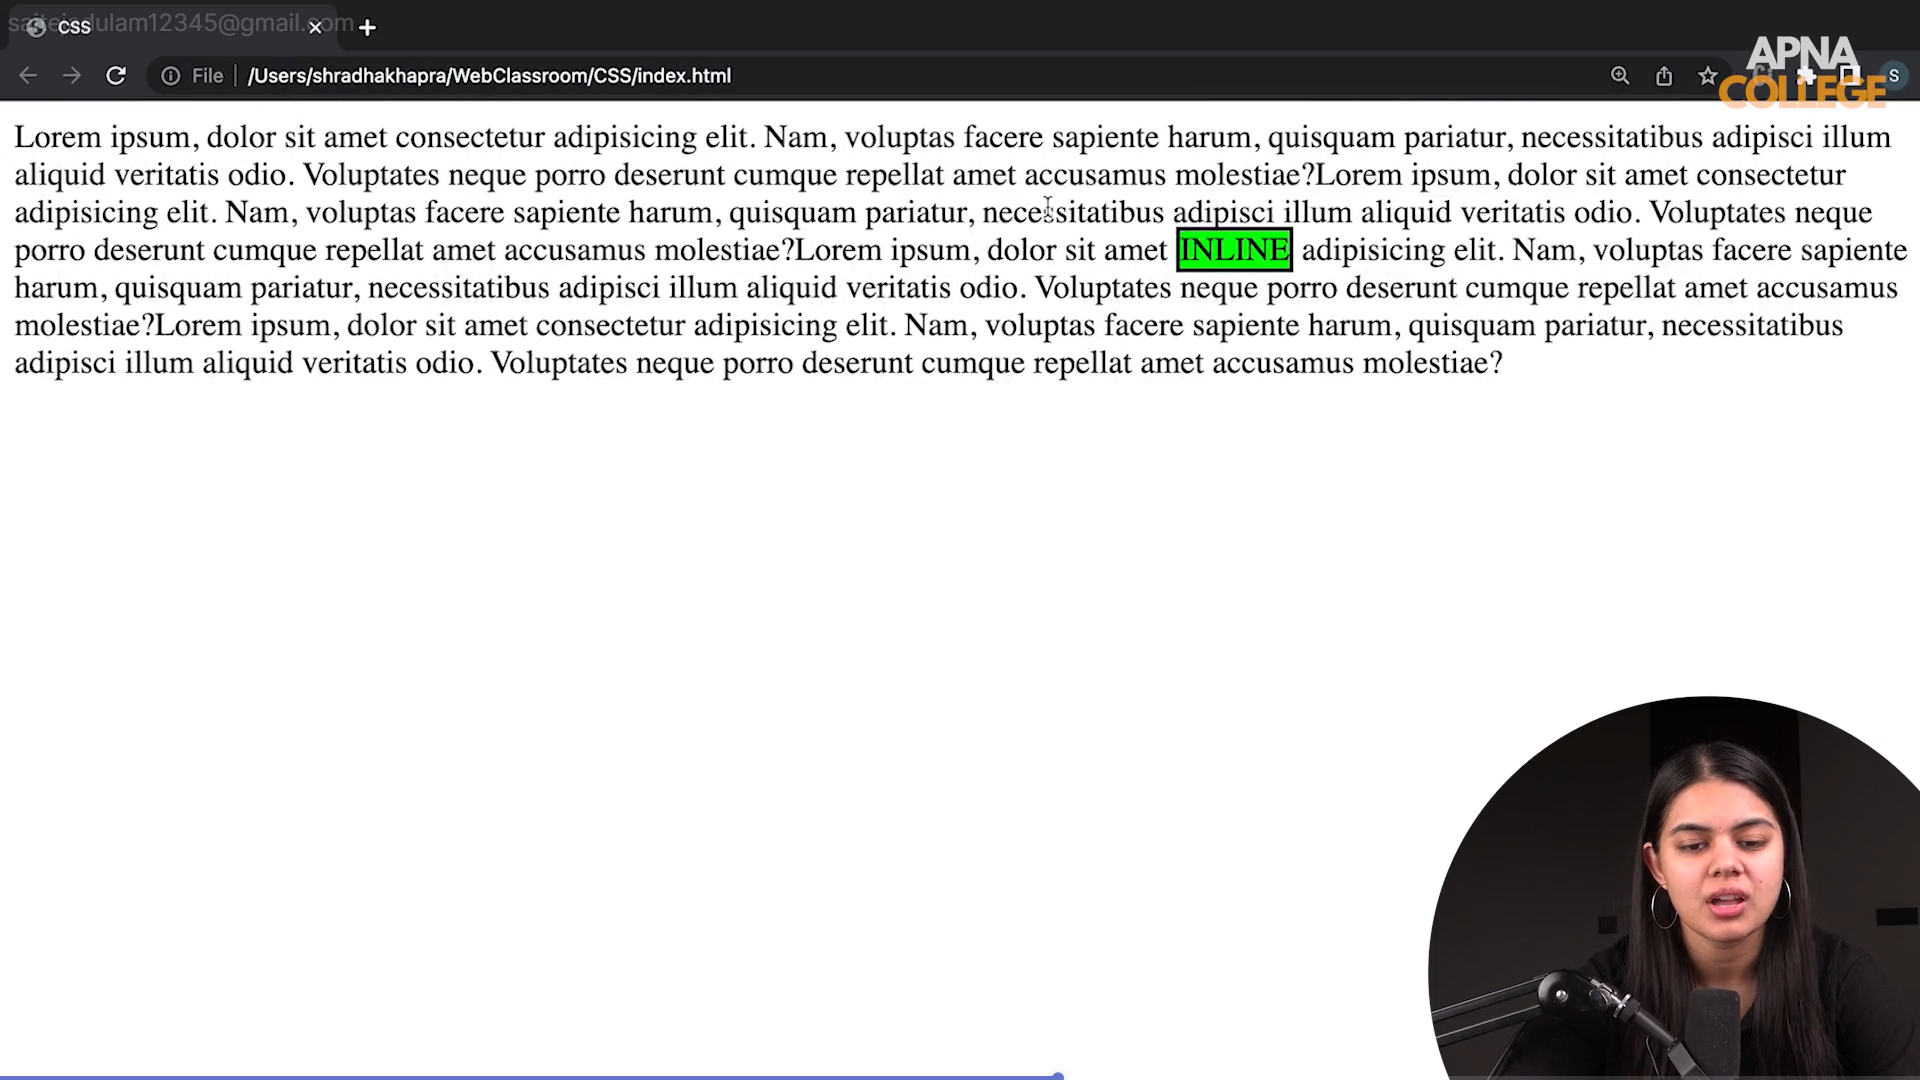 CSS
File
/Users/shradhakhapra/WebClassroom/CSS/index.html
S
APNA
COLLEGE
Lorem ipsum, dolor sit amet consectetur adipisicing elit. Nam, voluptas facere sapiente harum, quisquam pariatur, necessitatibus adipisci illum
aliquid veritatis odio. Voluptates neque porro deserunt cumque repellat amet accusamus molestiae?Lorem ipsum, dolor sit amet consectetur
adipisicing elit. Nam, voluptas facere sapiente harum, quisquam pariatur, necessitatibus adipisci illum aliquid veritatis odio. Voluptates neque
porro deserunt cumque repellat amet accusamus molestiae?Lorem ipsum, dolor sit amet INLINE adipisicing elit. Nam, voluptas facere sapiente
harum, quisquam pariatur, necessitatibus adipisci illum aliquid veritatis odio. Voluptates neque porro deserunt cumque repellat amet accusamus
molestiae?Lorem ipsum, dolor sit amet consectetur adipisicing elit. Nam, voluptas facere sapiente harum, quisquam pariatur, necessitatibus
adipisci illum aliquid veritatis odio. Voluptates neque porro deserunt cumque repellat amet accusamus molestiae?